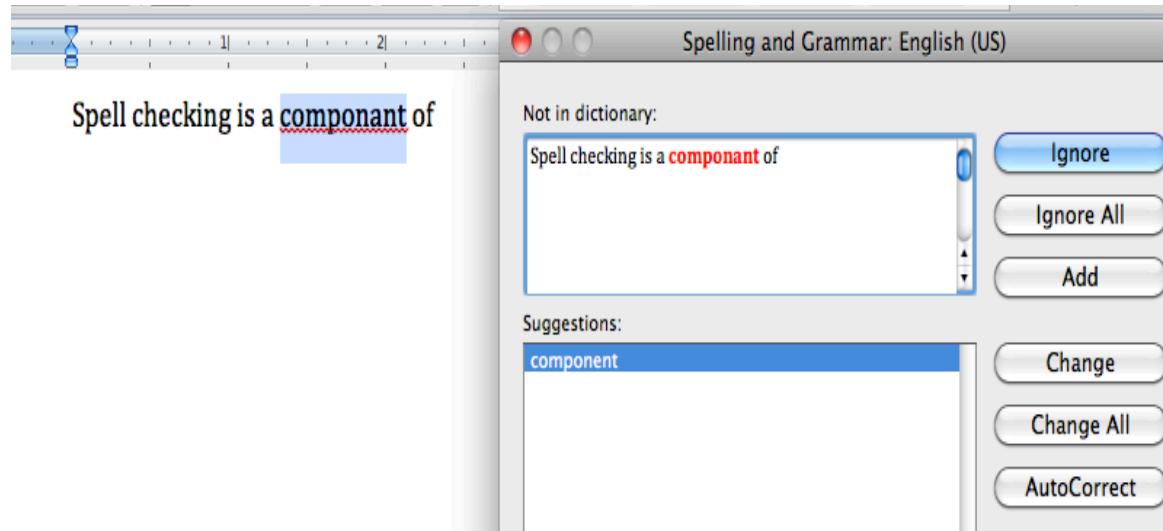 1 2
Spelling and Grammar: English (US)
Spell checking is a componant of
Not in dictionary:
Spell checking is a componant of
Ignore
Ignore All
Add
Suggestions:
component
Change
Change All
AutoCorrect